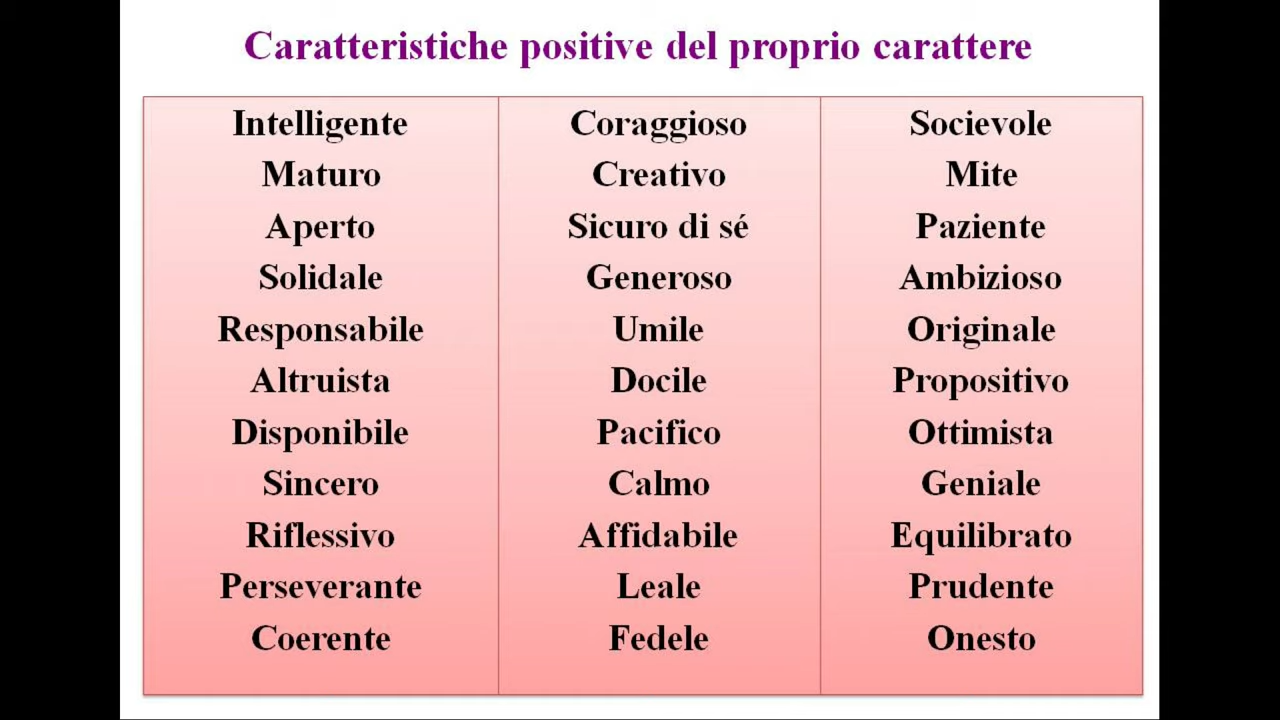 Caratteristiche positive del proprio carattere
Intelligente
Maturo
Aperto
Solidale
Responsabile
Altruista
Disponibile
Sincero
Riflessivo
Perseverante
Coerente
Coraggioso
Creativo
Sicuro di sé
Generoso
Umile
Docile
Pacifico
Calmo
Affidabile
Leale
Fedele
Socievole
Mite
Paziente
Ambizioso
Originale
Propositivo
Ottimista
Geniale
Equilibrato
Prudente
Onesto